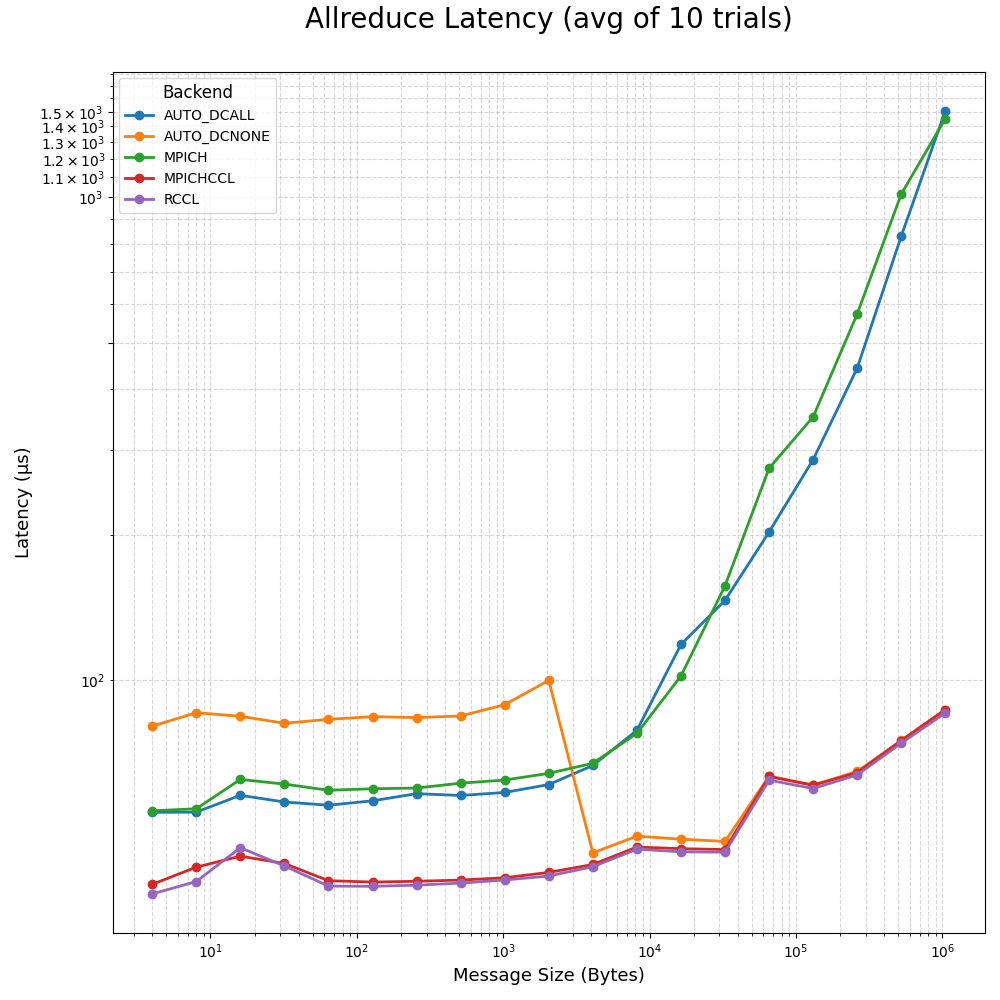 Allreduce Latency (avg of 10 trials)
Backend
AUTO_DCALL
AUTO_DCNONE
MPICH
MPICHCCL
RCCL
1.5 × 10³
1.4 × 10³
1.3 × 10³
1.2 × 10³
1.1 × 10³
10³
10²
Latency (µs)
10¹ 10² 10³ 10⁴ 10⁵ 10⁶
Message Size (Bytes)